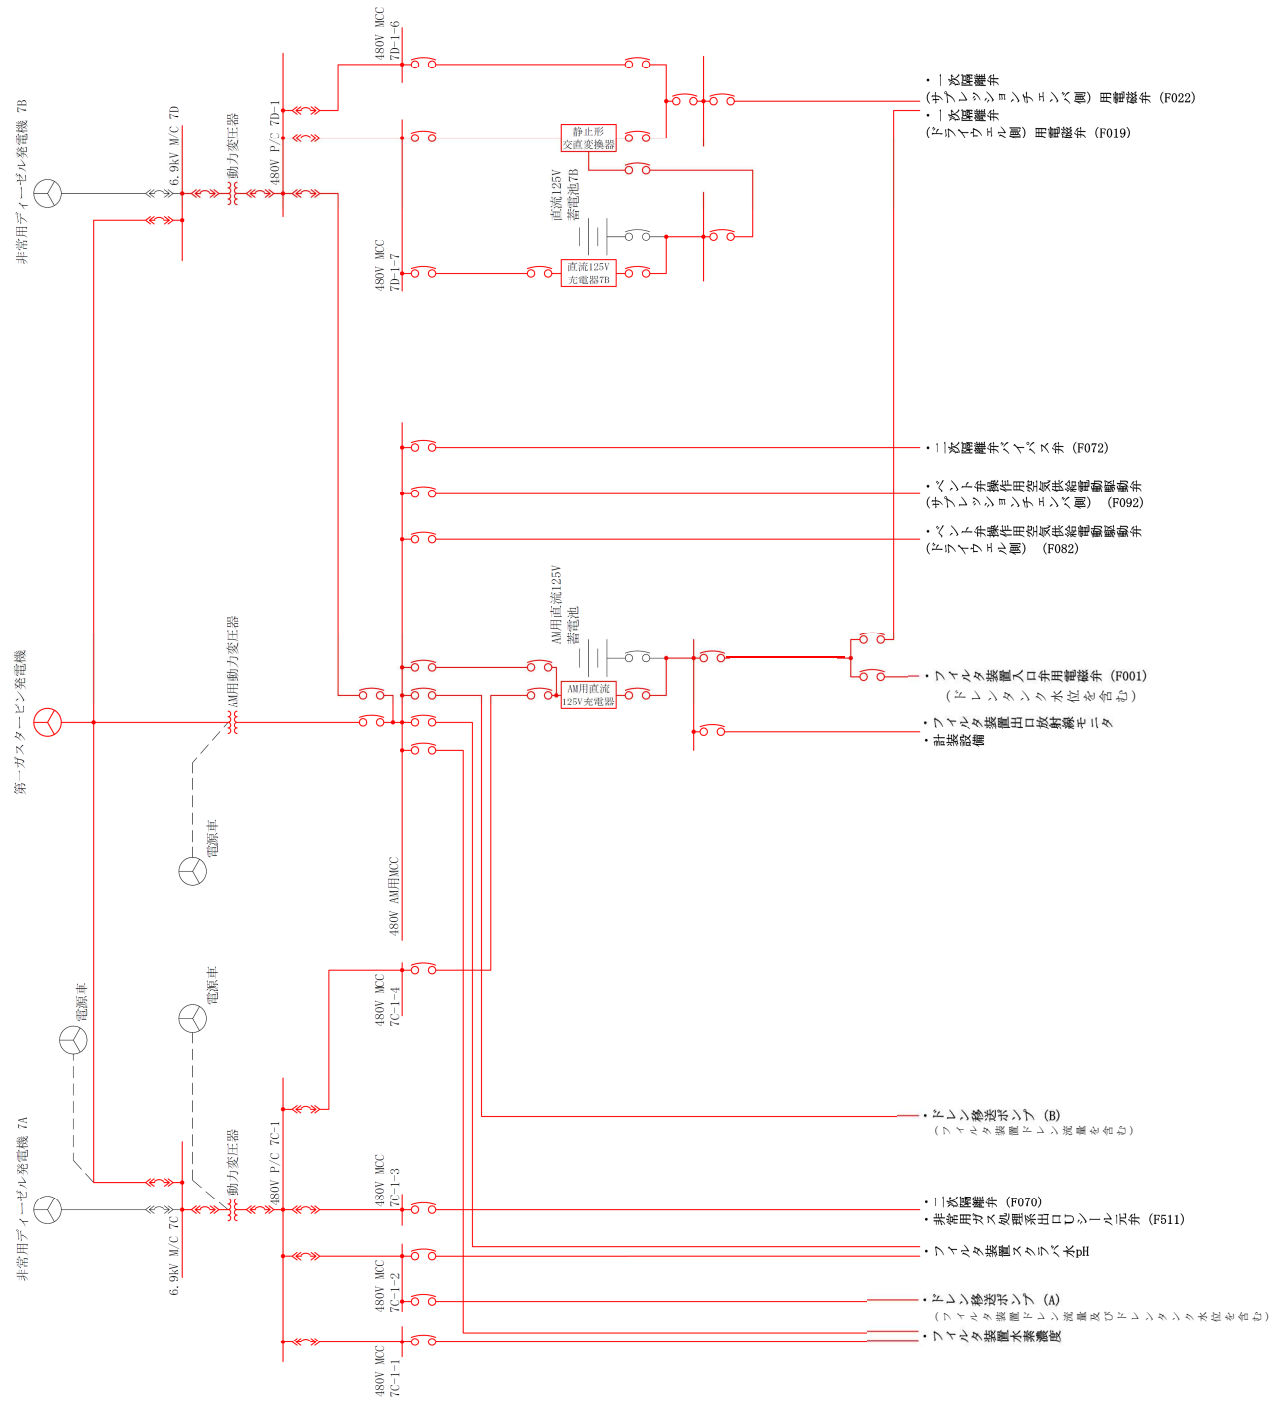 非常用ディーゼル発電機 7B
6.9kV M/C 7D
動力変圧器
480V P/C 7D-1
480V MCC
7D-1-6
480V MCC
7D-1-7
静止形
交直変換器
直流125V
蓄電池7B
直流125V
充電器7B
・一次隔離弁
(サプレッションチェンバ側) 用電磁弁 (F022)
・一次隔離弁
(ドライウェル側) 用電磁弁 (F019)
・二次隔離弁バイパス弁 (F072)
・ベント弁操作用空気供給電動駆動弁
(サプレッションチェンバ側) (F092)
・ベント弁操作用空気供給電動駆動弁
(ドライウェル側) (F082)
第一ガスタービン発電機
AM用動力変圧器
電源車
480V AM用MCC
AM用直流125V
蓄電池
AM用直流
125V充電器
・フィルタ装置入口弁用電磁弁 (F001)
(ドレンタンク水位を含む)
・フィルタ装置出口放射線モニタ
・計装設備
電源車
電源車
480V MCC
7C-1-4
非常用ディーゼル発電機 7A
6.9kV M/C 7C
動力変圧器
480V P/C 7C-1
480V MCC
7C-1-3
480V MCC
7C-1-2
480V MCC
7C-1-1
・ドレン移送ポンプ (B)
(フィルタ装置ドレン流量を含む)
・二次隔離弁 (F070)
・非常用ガス処理系出口Uシール元弁 (F511)
・フィルタ装置スクラバ水pH
・ドレン移送ポンプ (A)
(フィルタ装置ドレン流量及びドレンタンク水位を含む)
・フィルタ装置水素濃度